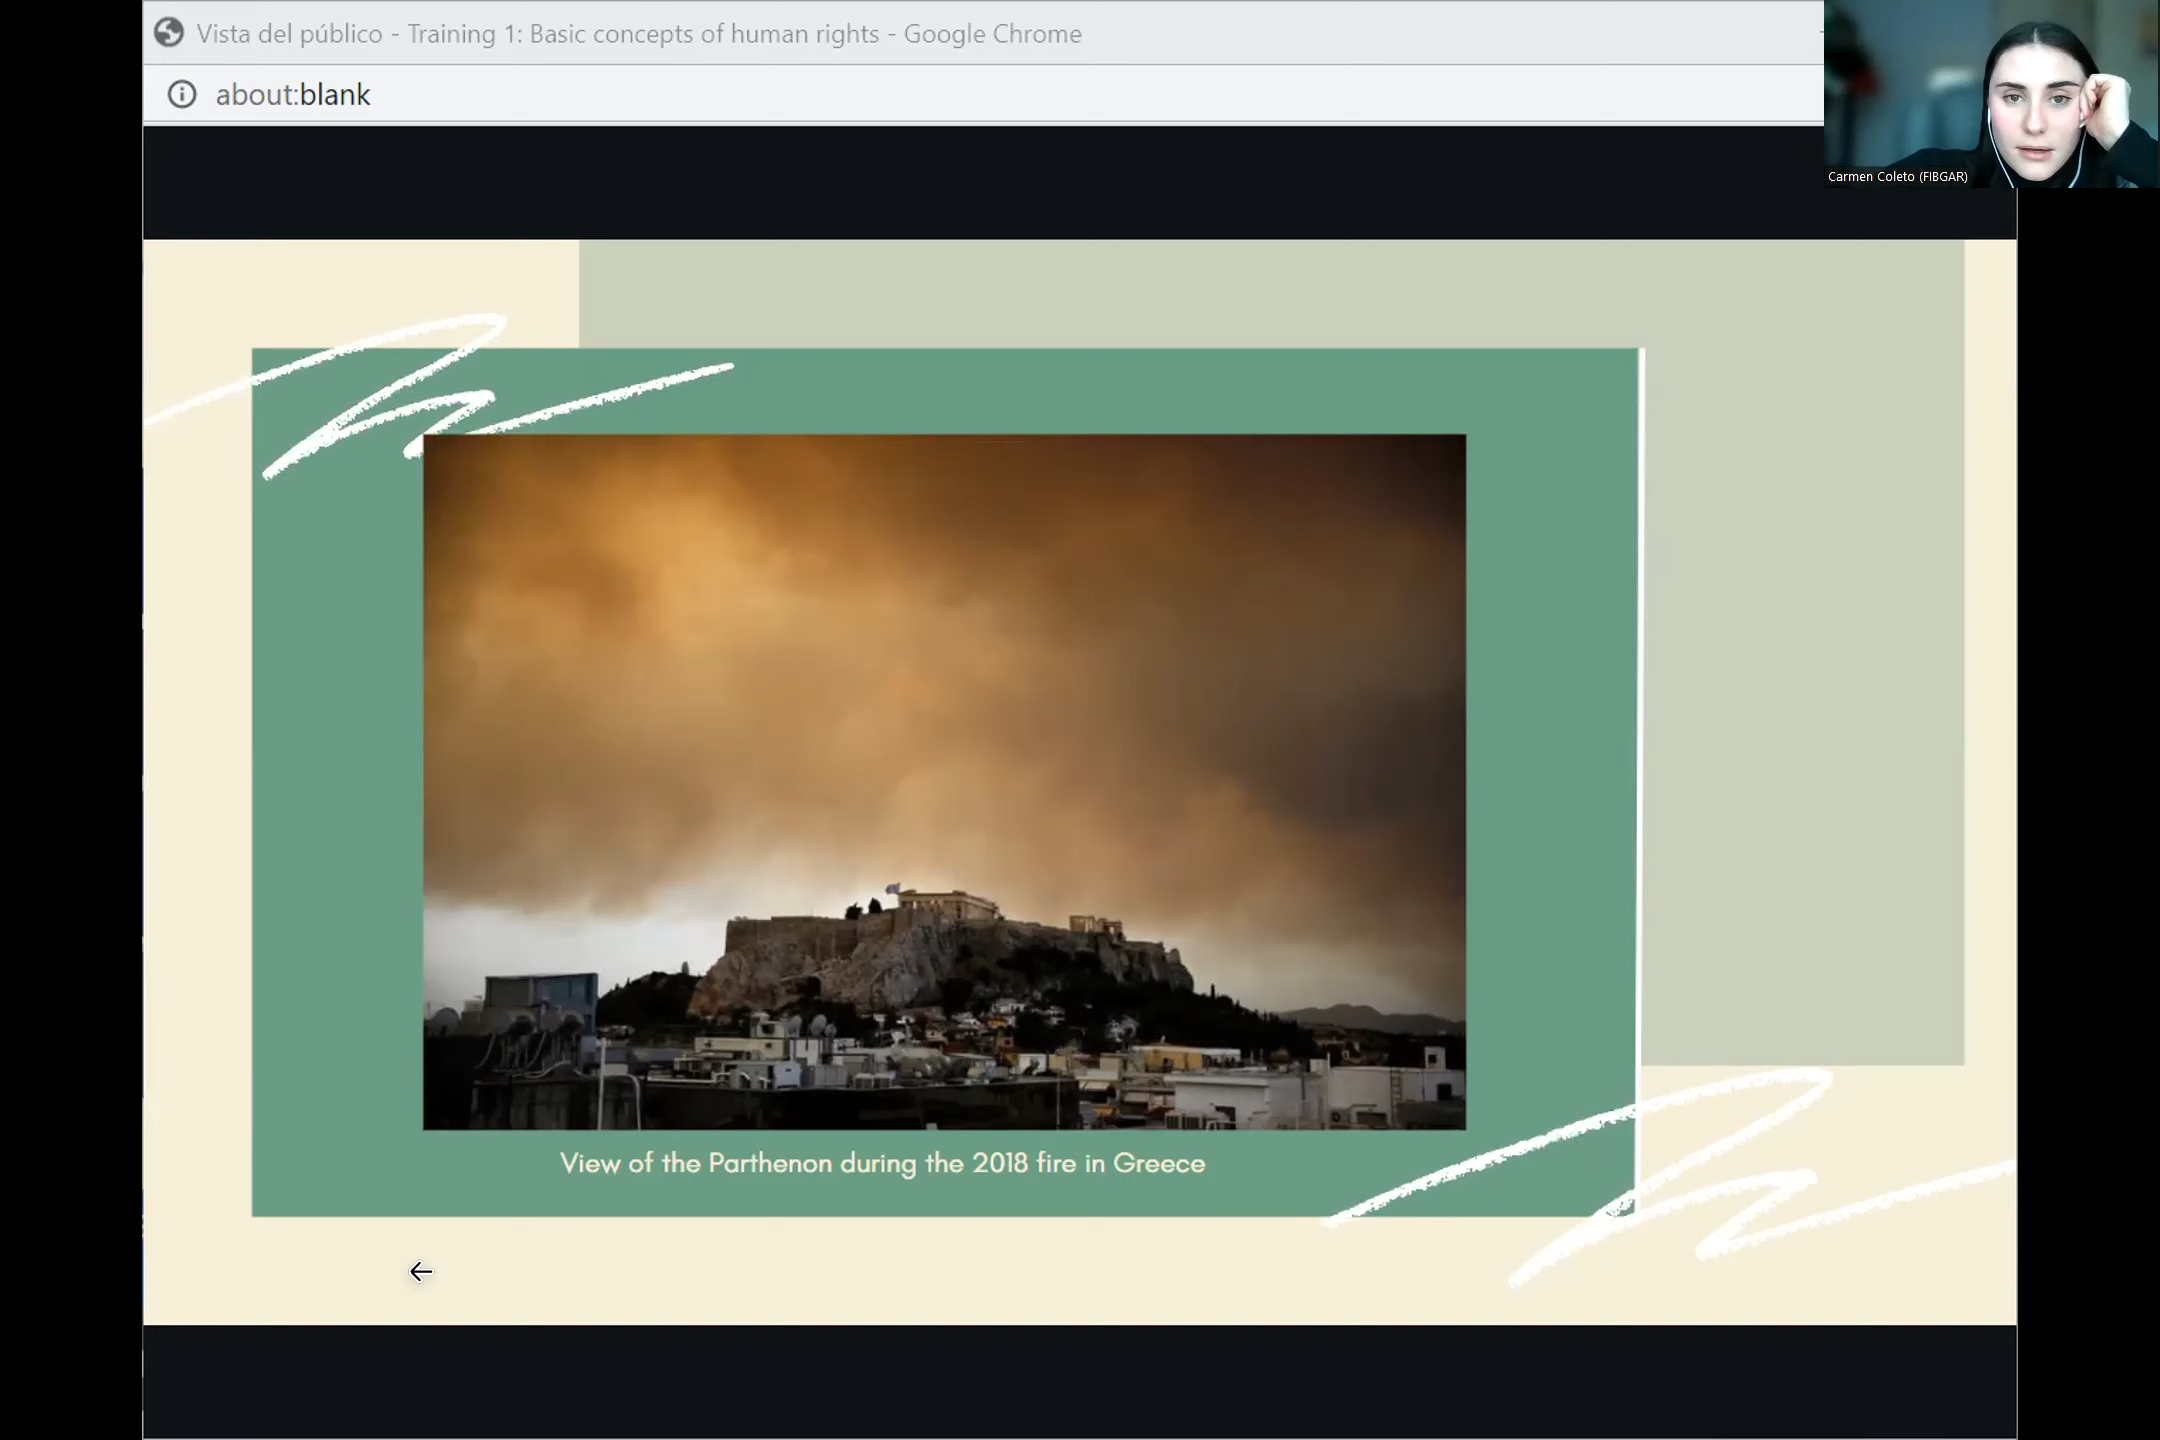 Vista del público - Training 1: Basic concepts of human rights - Google Chrome
about:blank
Carmen Coleto (FIBGAR)
View of the Parthenon during the 2018 fire in Greece